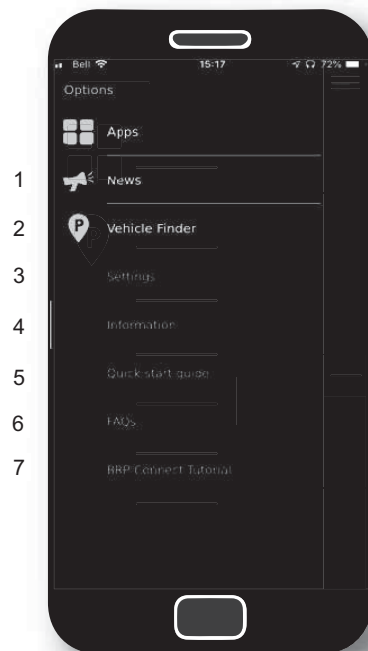 Bell 15:17 72%
Options
Apps
1 News
2 P Vehicle Finder
3 Settings
4 Information
5 Quick start guide
6 FAQs
7 BRP Connect Tutorial